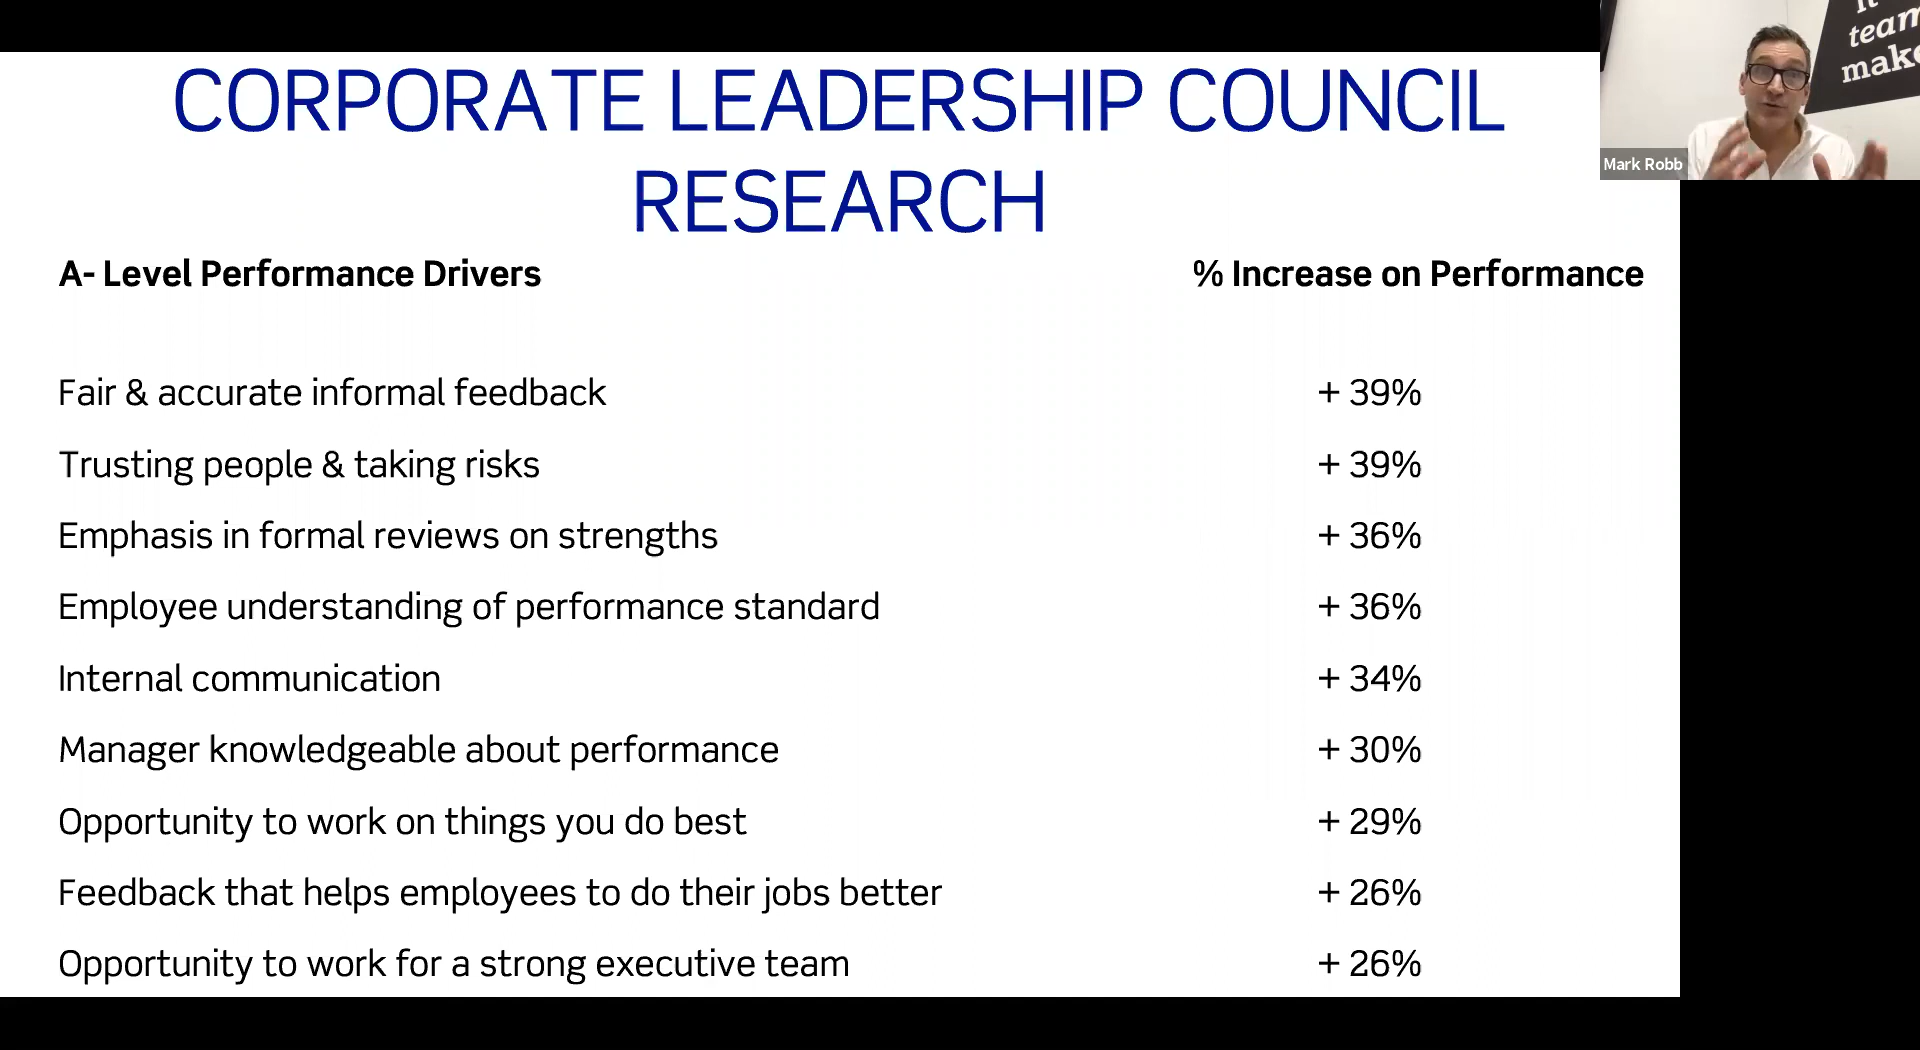 CORPORATE LEADERSHIP COUNCIL
RESEARCH
A- Level Performance Drivers % Increase on Performance
Fair & accurate informal feedback + 39%
Trusting people & taking risks + 39%
Emphasis in formal reviews on strengths + 36%
Employee understanding of performance standard + 36%
Internal communication + 34%
Manager knowledgeable about performance + 30%
Opportunity to work on things you do best + 29%
Feedback that helps employees to do their jobs better + 26%
Opportunity to work for a strong executive team + 26%
it
team
make
Mark Robb